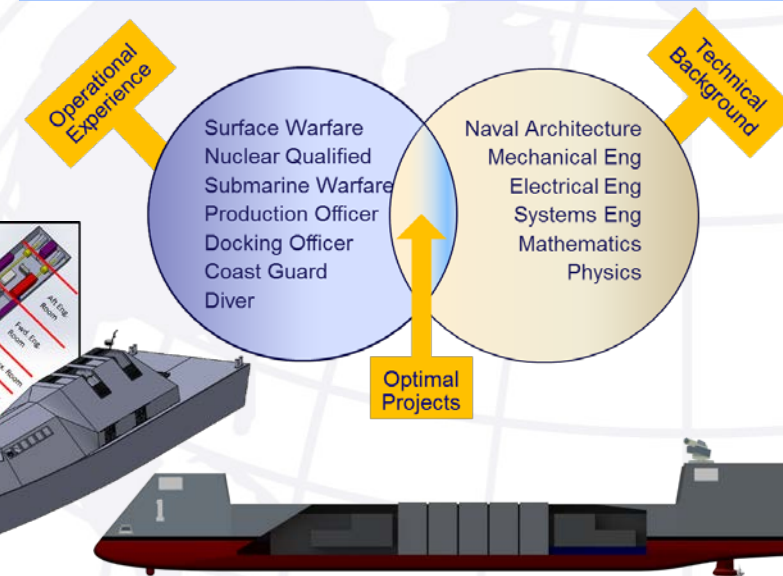 Operational
Experience
Technical
Background
Surface Warfare
Nuclear Qualified
Submarine Warfare
Production Officer
Docking Officer
Coast Guard
Diver
Naval Architecture
Mechanical Eng
Electrical Eng
Systems Eng
Mathematics
Physics
Optimal
Projects
Aft Eng.
Room
Fwd. Eng.
Room
Room
1